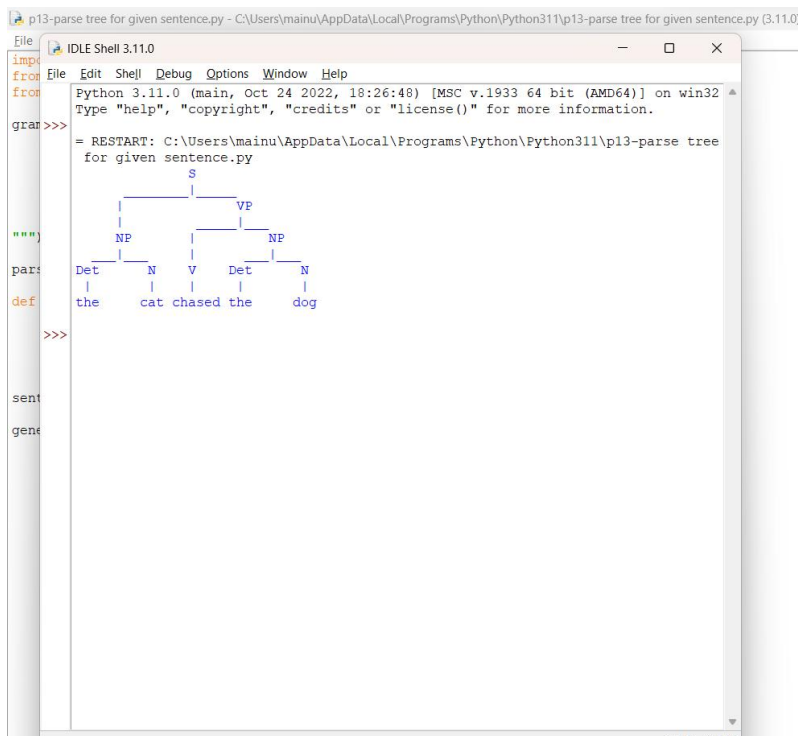 p13-parse tree for given sentence.py - C:\Users\mainu\AppData\Local\Programs\Python\Python311\p13-parse tree for given sentence.py (3.11.0)
File
IDLE Shell 3.11.0
File Edit Shell Debug Options Window Help
impo
from
from
gram
""")
pars
def
sent
gene
Python 3.11.0 (main, Oct 24 2022, 18:26:48) [MSC v.1933 64 bit (AMD64)] on win32
Type "help", "copyright", "credits" or "license()" for more information.
>>>
= RESTART: C:\Users\mainu\AppData\Local\Programs\Python\Python311\p13-parse tree
for given sentence.py
S
VP
NP NP
Det N V Det N
the cat chased the dog
>>>